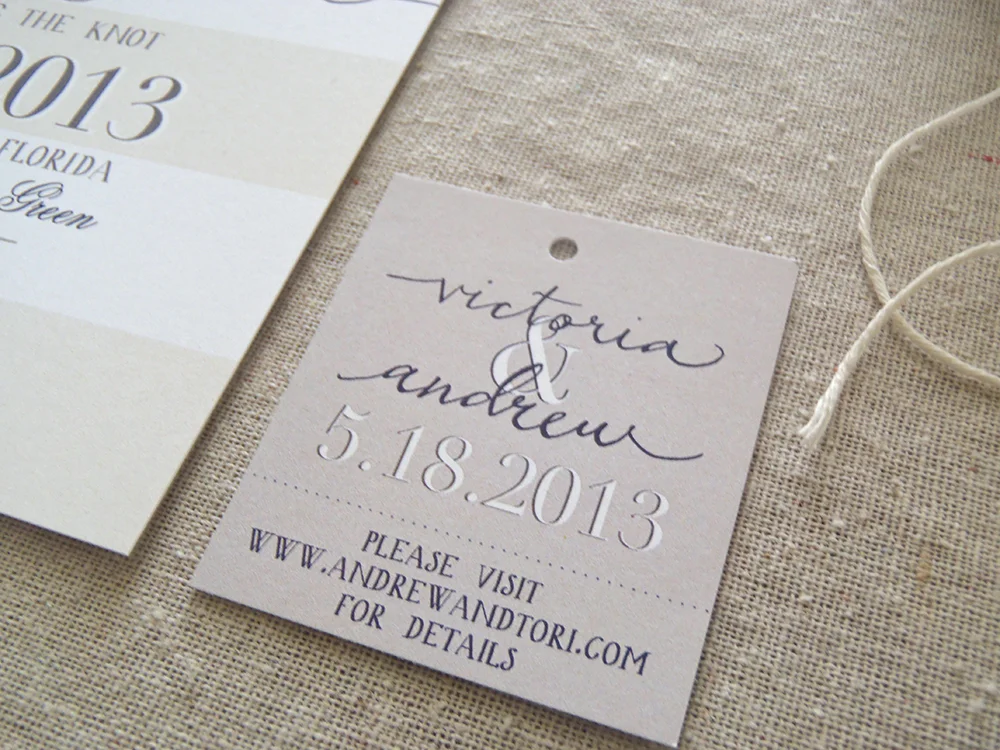 THE KNOT
2013
FLORIDA
Green
victoria
&
andrew
5.18.2013
PLEASE VISIT
WWW.ANDREWANDTORI.COM
FOR DETAILS